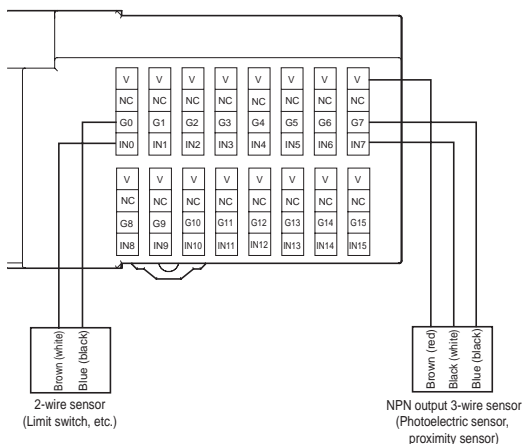 V V V V V V V V
NC NC NC NC NC NC NC NC
G0 G1 G2 G3 G4 G5 G6 G7
IN0 IN1 IN2 IN3 IN4 IN5 IN6 IN7
V V V V V V V V
NC NC NC NC NC NC NC NC
G8 G9 G10 G11 G12 G13 G14 G15
IN8 IN9 IN10 IN11 IN12 IN13 IN14 IN15
Brown (white)
Blue (black)
2-wire sensor
(Limit switch, etc.)
Brown (red)
Black (white)
Blue (black)
NPN output 3-wire sensor
(Photoelectric sensor,
proximity sensor)